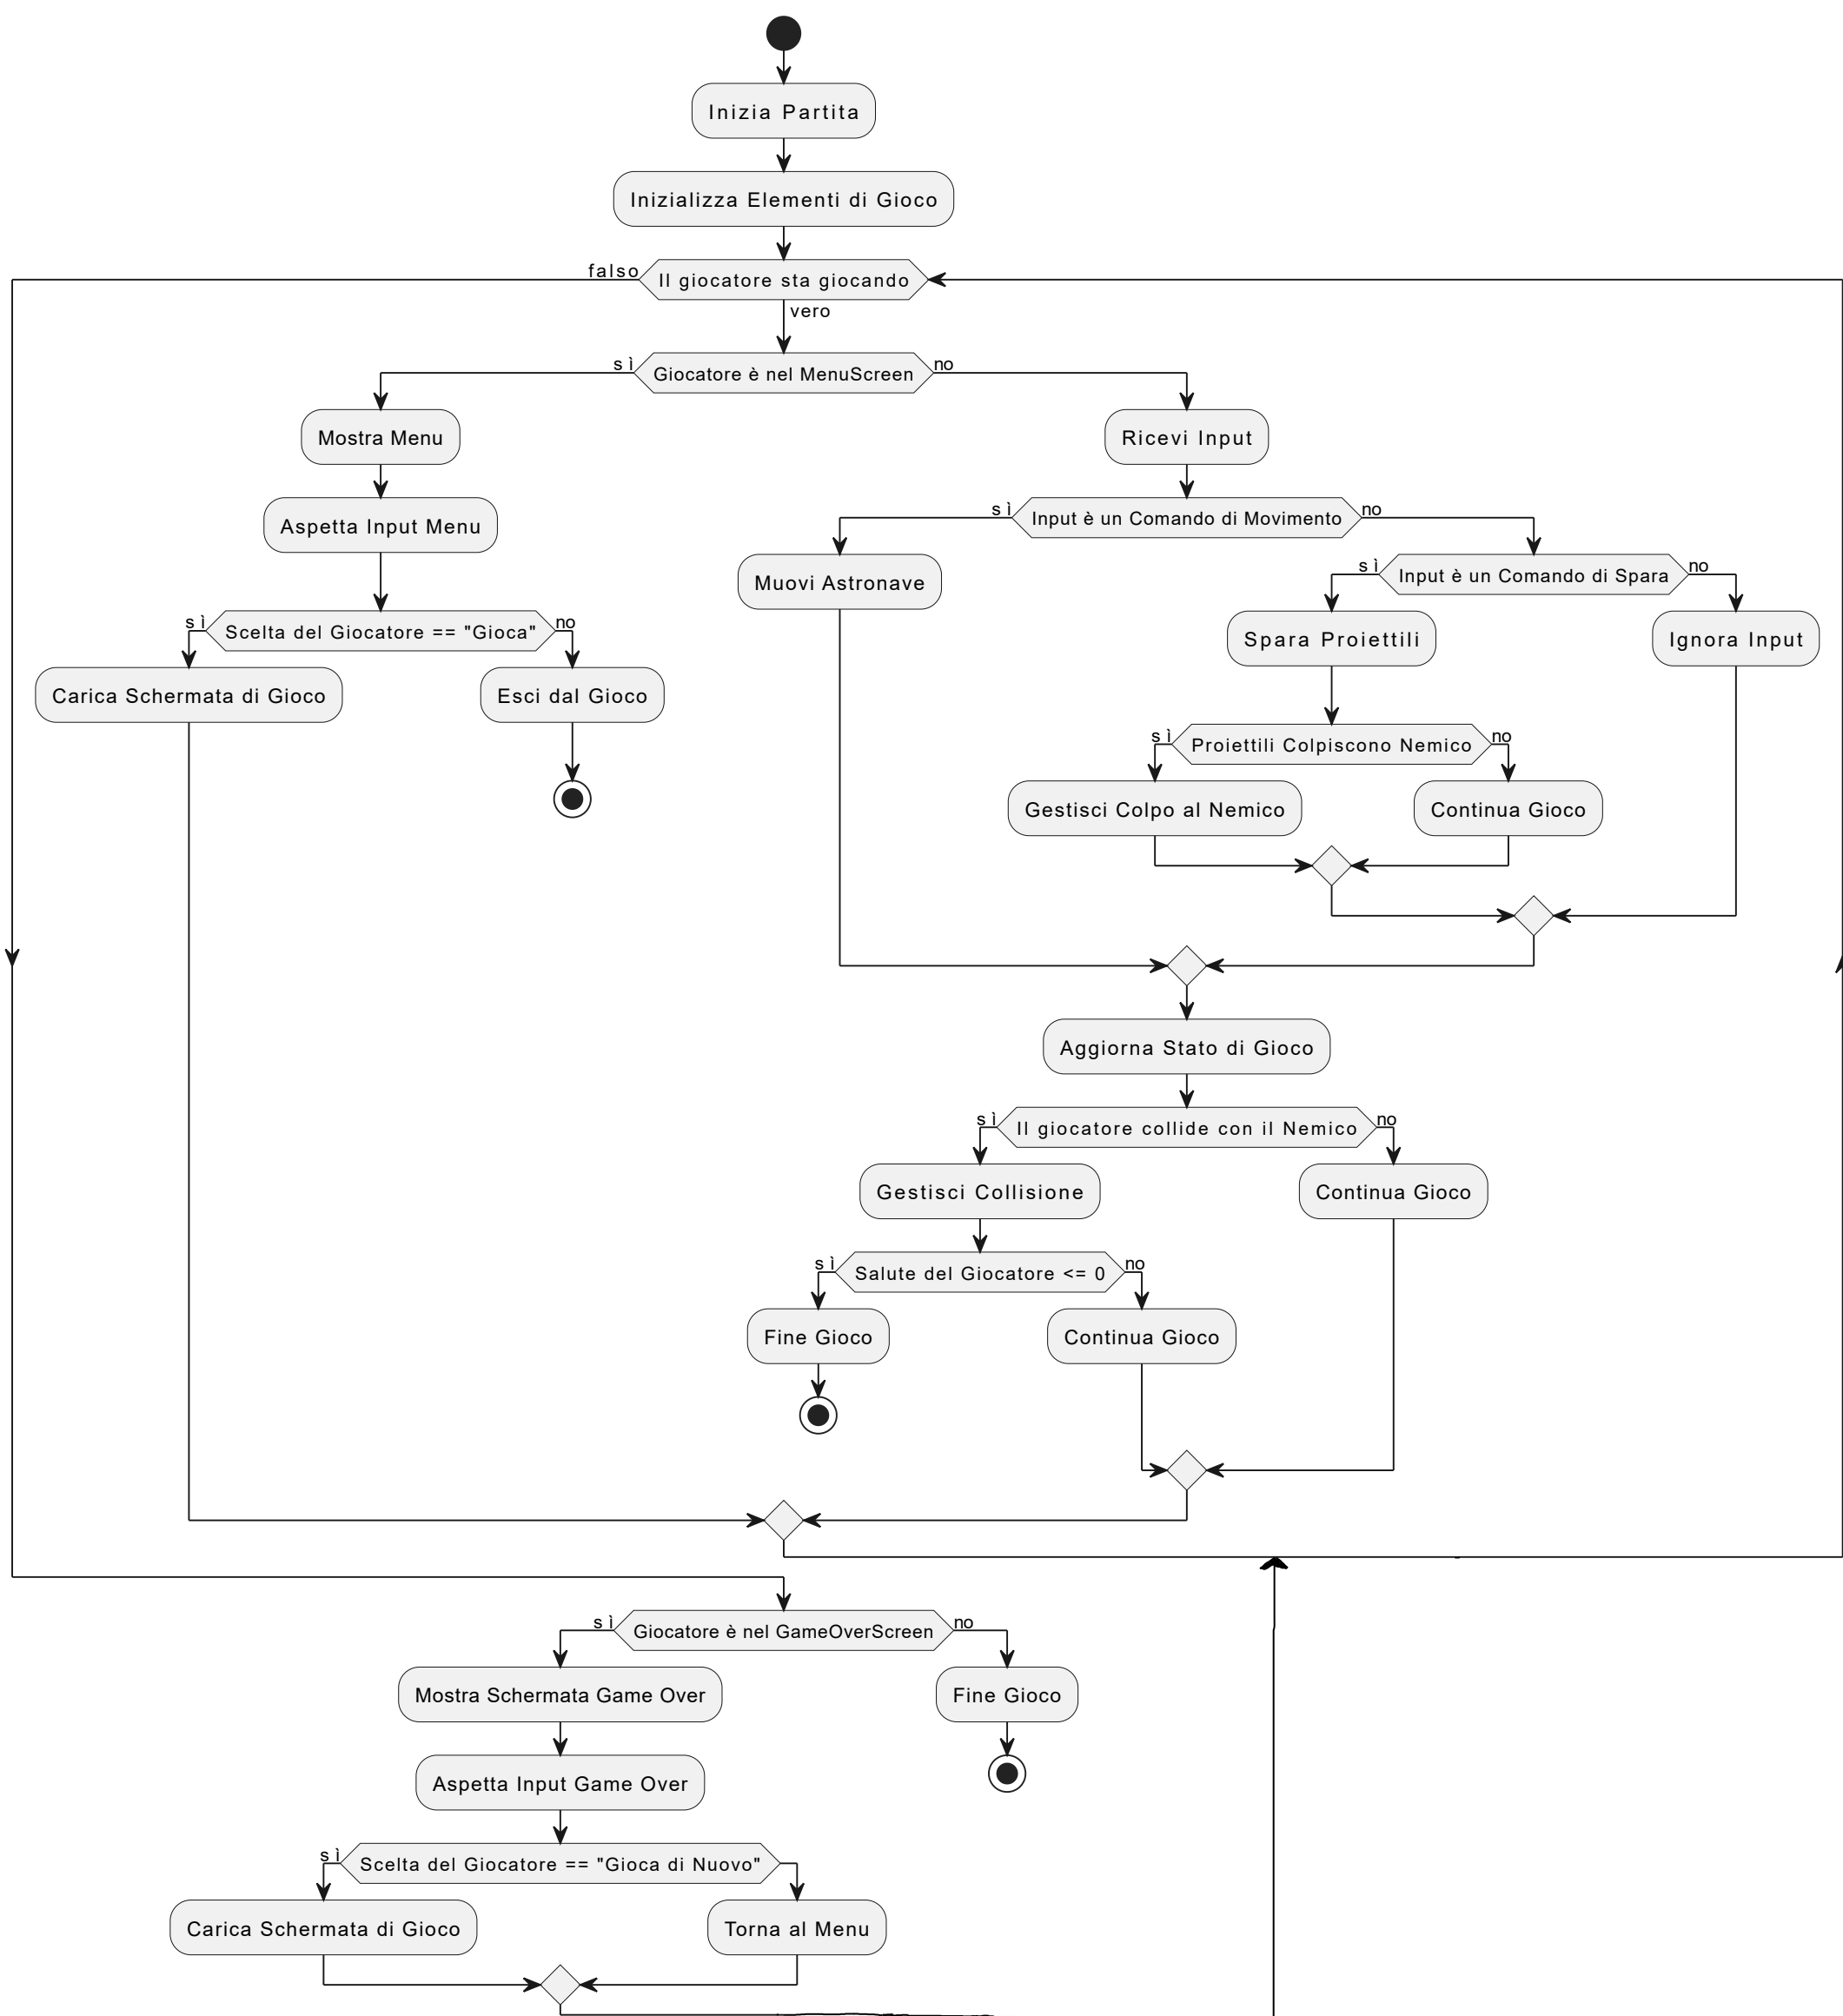 Inizia Partita
Inizializza Elementi di Gioco
falso
Il giocatore sta giocando
vero
sì
Giocatore è nel MenuScreen
no
Mostra Menu
Ricevi Input
Aspetta Input Menu
sì
Input è un Comando di Movimento
no
Muovi Astronave
sì
Input è un Comando di Spara
no
sì
Scelta del Giocatore == "Gioca"
no
Spara Proiettili
Ignora Input
Carica Schermata di Gioco
Esci dal Gioco
sì
Proiettili Colpiscono Nemico
no
Gestisci Colpo al Nemico
Continua Gioco
Aggiorna Stato di Gioco
sì
Il giocatore collide con il Nemico
no
Gestisci Collisione
Continua Gioco
sì
Salute del Giocatore <= 0
no
Fine Gioco
Continua Gioco
sì
Giocatore è nel GameOverScreen
no
Mostra Schermata Game Over
Fine Gioco
Aspetta Input Game Over
sì
Scelta del Giocatore == "Gioca di Nuovo"
Carica Schermata di Gioco
Torna al Menu